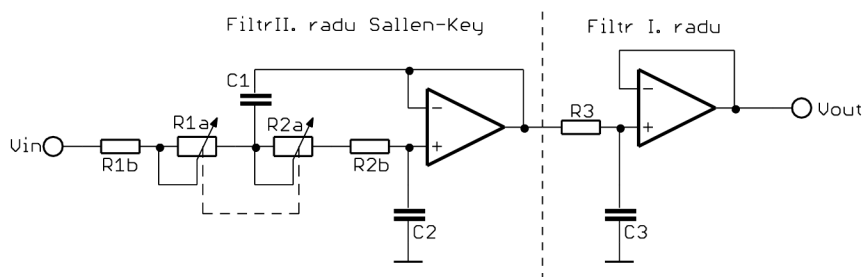 FiltrII. radu Sallen-Key
Filtr I. radu
C1
R1a
R2a
R3
Vin
Vout
R1b
R2b
C2
C3